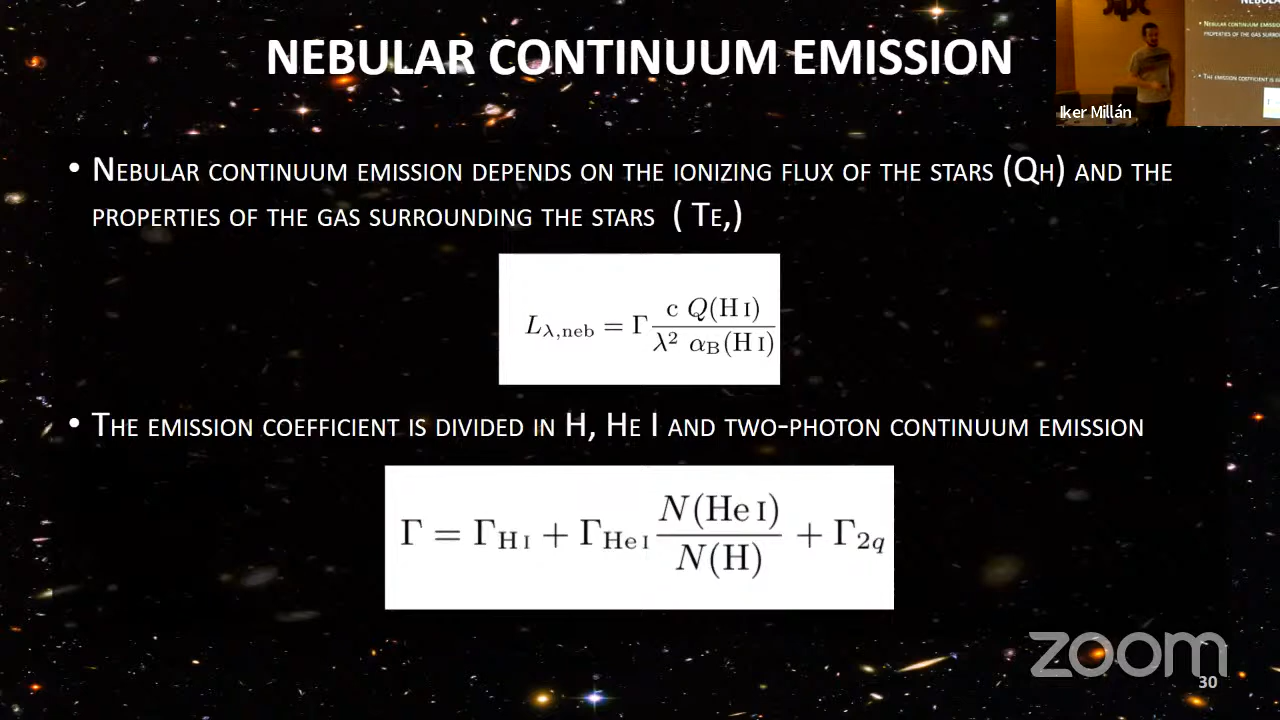 NEBULAR CONTINUUM EMISSION
Iker Millán
• NEBULAR CONTINUUM EMISSION DEPENDS ON THE IONIZING FLUX OF THE STARS (QH) AND THE
PROPERTIES OF THE GAS SURROUNDING THE STARS ( TE,)
L_{λ,neb} = Γ \frac{c Q(H I)}{λ² α_B(H I)}
• THE EMISSION COEFFICIENT IS DIVIDED IN H, HE I AND TWO-PHOTON CONTINUUM EMISSION
Γ = Γ_{H I} + Γ_{He I} \frac{N(He I)}{N(H)} + Γ_{2q}
zoom
30